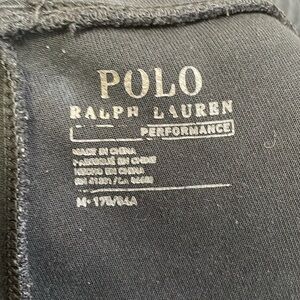 POLO
RALPH LAUREN
PERFORMANCE
MADE IN CHINA
FABRIQUÉ EN CHINE
HECHO EN CHINA
M• 175/84A